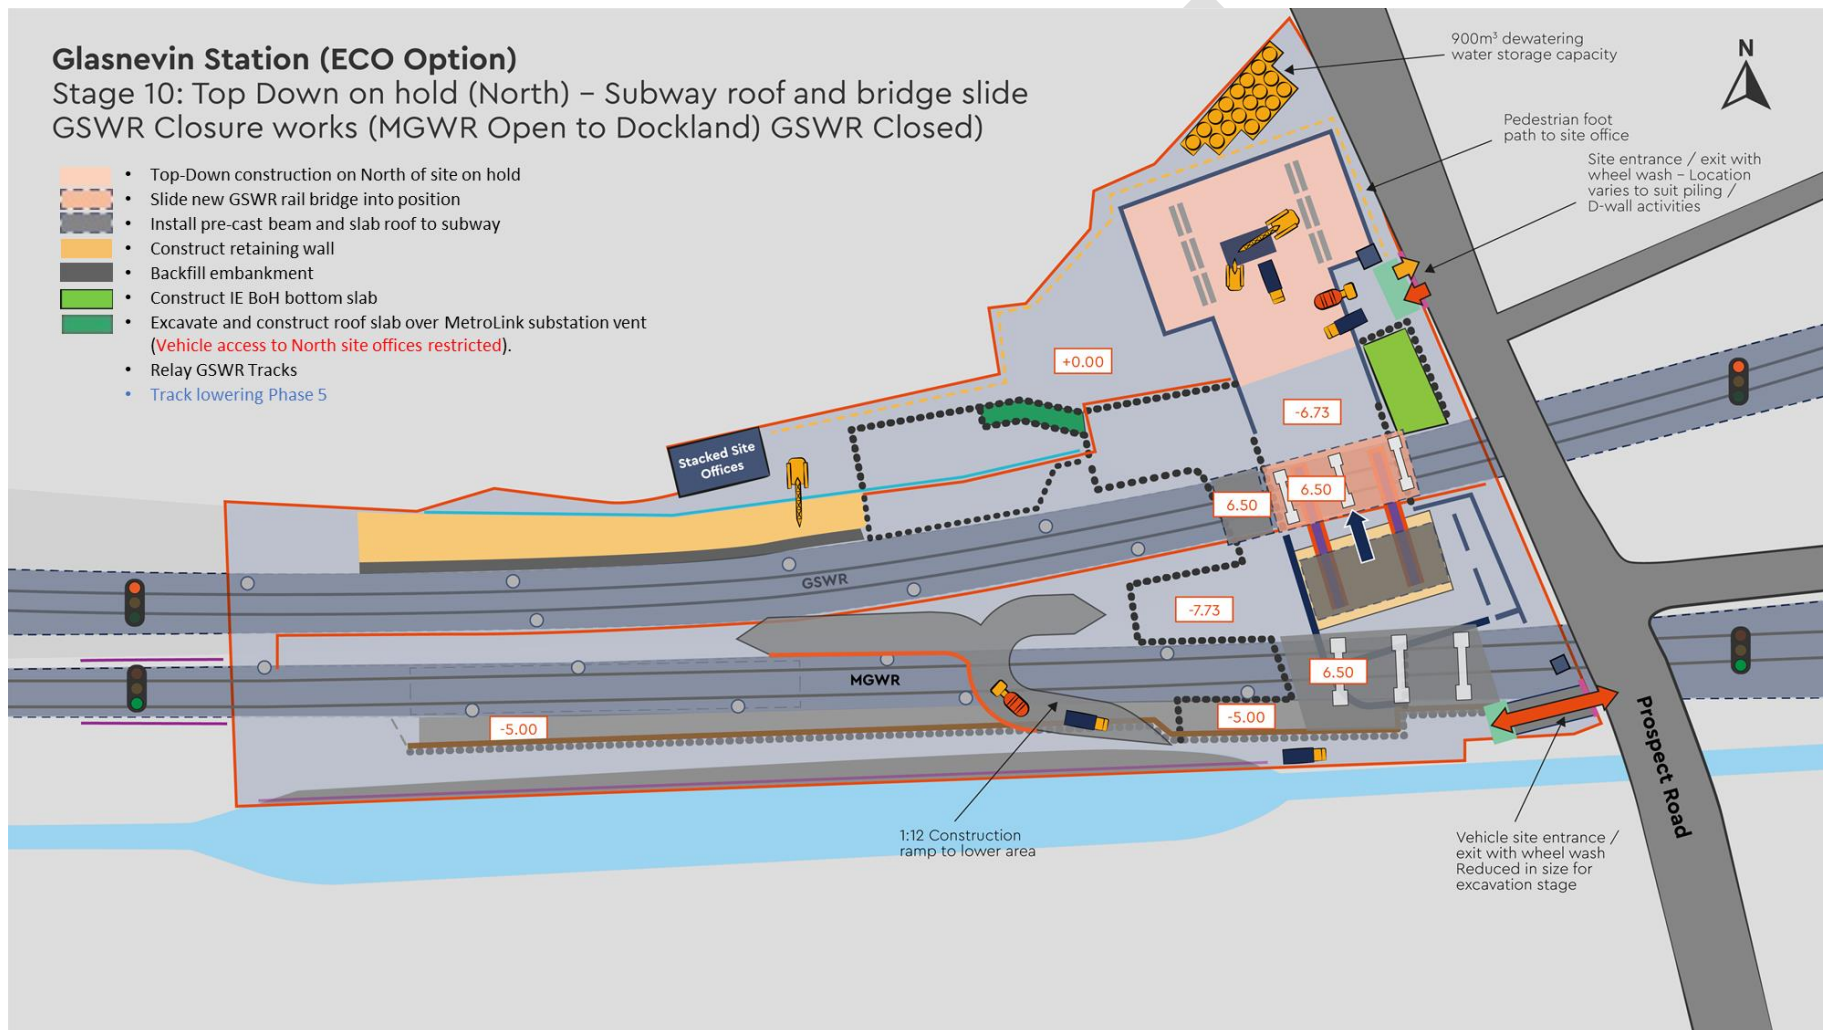 Glasnevin Station (ECO Option)
Stage 10: Top Down on hold (North) – Subway roof and bridge slide
GSWR Closure works (MGWR Open to Dockland) GSWR Closed)
• Top-Down construction on North of site on hold
• Slide new GSWR rail bridge into position
• Install pre-cast beam and slab roof to subway
• Construct retaining wall
• Backfill embankment
• Construct IE BoH bottom slab
• Excavate and construct roof slab over MetroLink substation vent
(Vehicle access to North site offices restricted).
• Relay GSWR Tracks
• Track lowering Phase 5
900m³ dewatering
water storage capacity
N
Pedestrian foot
path to site office
Site entrance / exit with
wheel wash – Location
varies to suit piling /
D-wall activities
+0.00
-6.73
Stacked Site
Offices
6.50
6.50
GSWR
-7.73
MGWR
6.50
-5.00
-5.00
Prospect Road
1:12 Construction
ramp to lower area
Vehicle site entrance /
exit with wheel wash
Reduced in size for
excavation stage